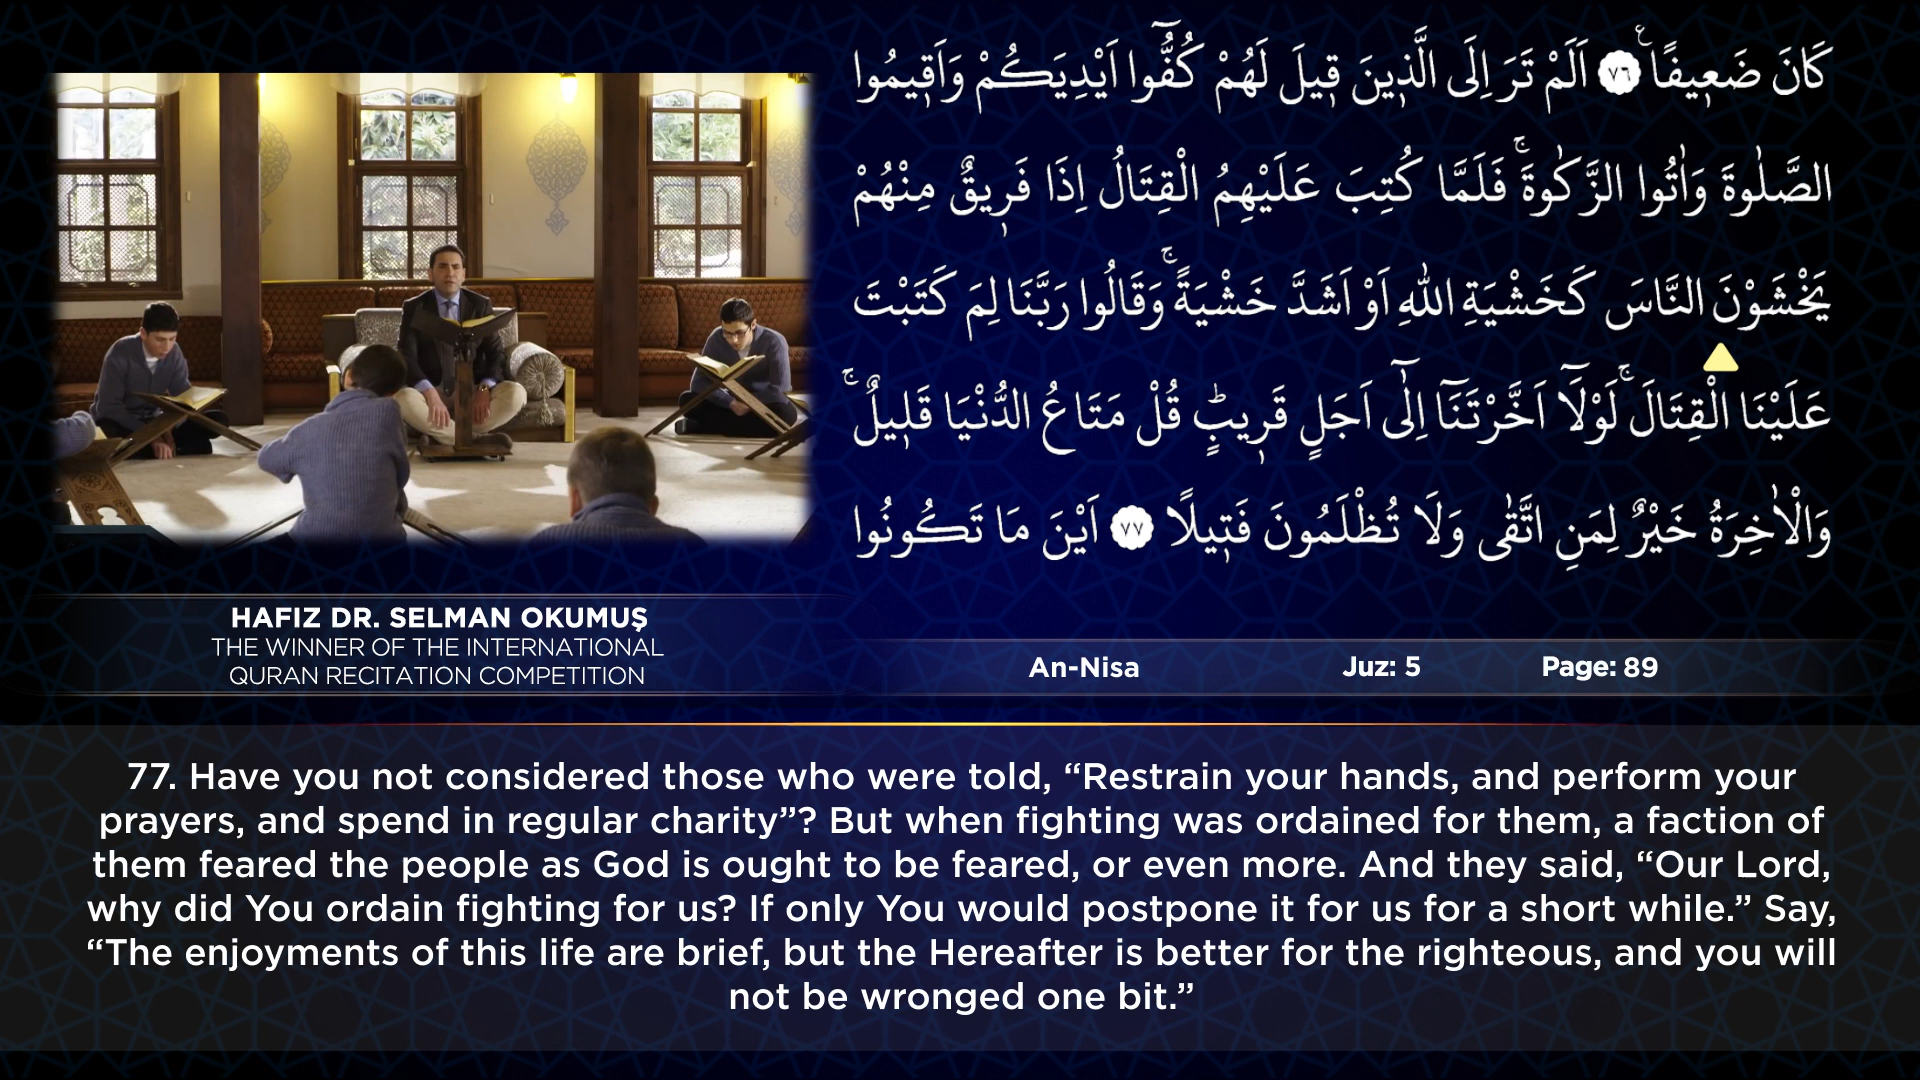 كَانَ ضَعٖيفًاۚ ﴿٧٦﴾ اَلَمْ تَرَ اِلَى الَّذٖينَ قٖيلَ لَهُمْ كُفُّٓوا اَيْدِيَكُمْ وَاَقٖيمُوا
الصَّلٰوةَ وَاٰتُوا الزَّكٰوةَۚ فَلَمَّا كُتِبَ عَلَيْهِمُ الْقِتَالُ اِذَا فَرٖيقٌ مِنْهُمْ
يَخْشَوْنَ النَّاسَ كَخَشْيَةِ اللّٰهِ اَوْ اَشَدَّ خَشْيَةًۚ وَقَالُوا رَبَّنَا لِمَ كَتَبْتَ
عَلَيْنَا الْقِتَالَۚ لَوْلَٓا اَخَّرْتَنَٓا اِلٰٓى اَجَلٍ قَرٖيبٍؕ قُلْ مَتَاعُ الدُّنْيَا قَلٖيلٌۚ
وَالْاٰخِرَةُ خَيْرٌ لِمَنِ اتَّقٰى وَلَا تُظْلَمُونَ فَتٖيلًا ﴿٧٧﴾ اَيْنَ مَا تَكُونُوا
HAFIZ DR. SELMAN OKUMUŞ
THE WINNER OF THE INTERNATIONAL
QURAN RECITATION COMPETITION
An-Nisa Juz: 5 Page: 89
77. Have you not considered those who were told, “Restrain your hands, and perform your
prayers, and spend in regular charity”? But when fighting was ordained for them, a faction of
them feared the people as God is ought to be feared, or even more. And they said, “Our Lord,
why did You ordain fighting for us? If only You would postpone it for us for a short while.” Say,
“The enjoyments of this life are brief, but the Hereafter is better for the righteous, and you will
not be wronged one bit.”